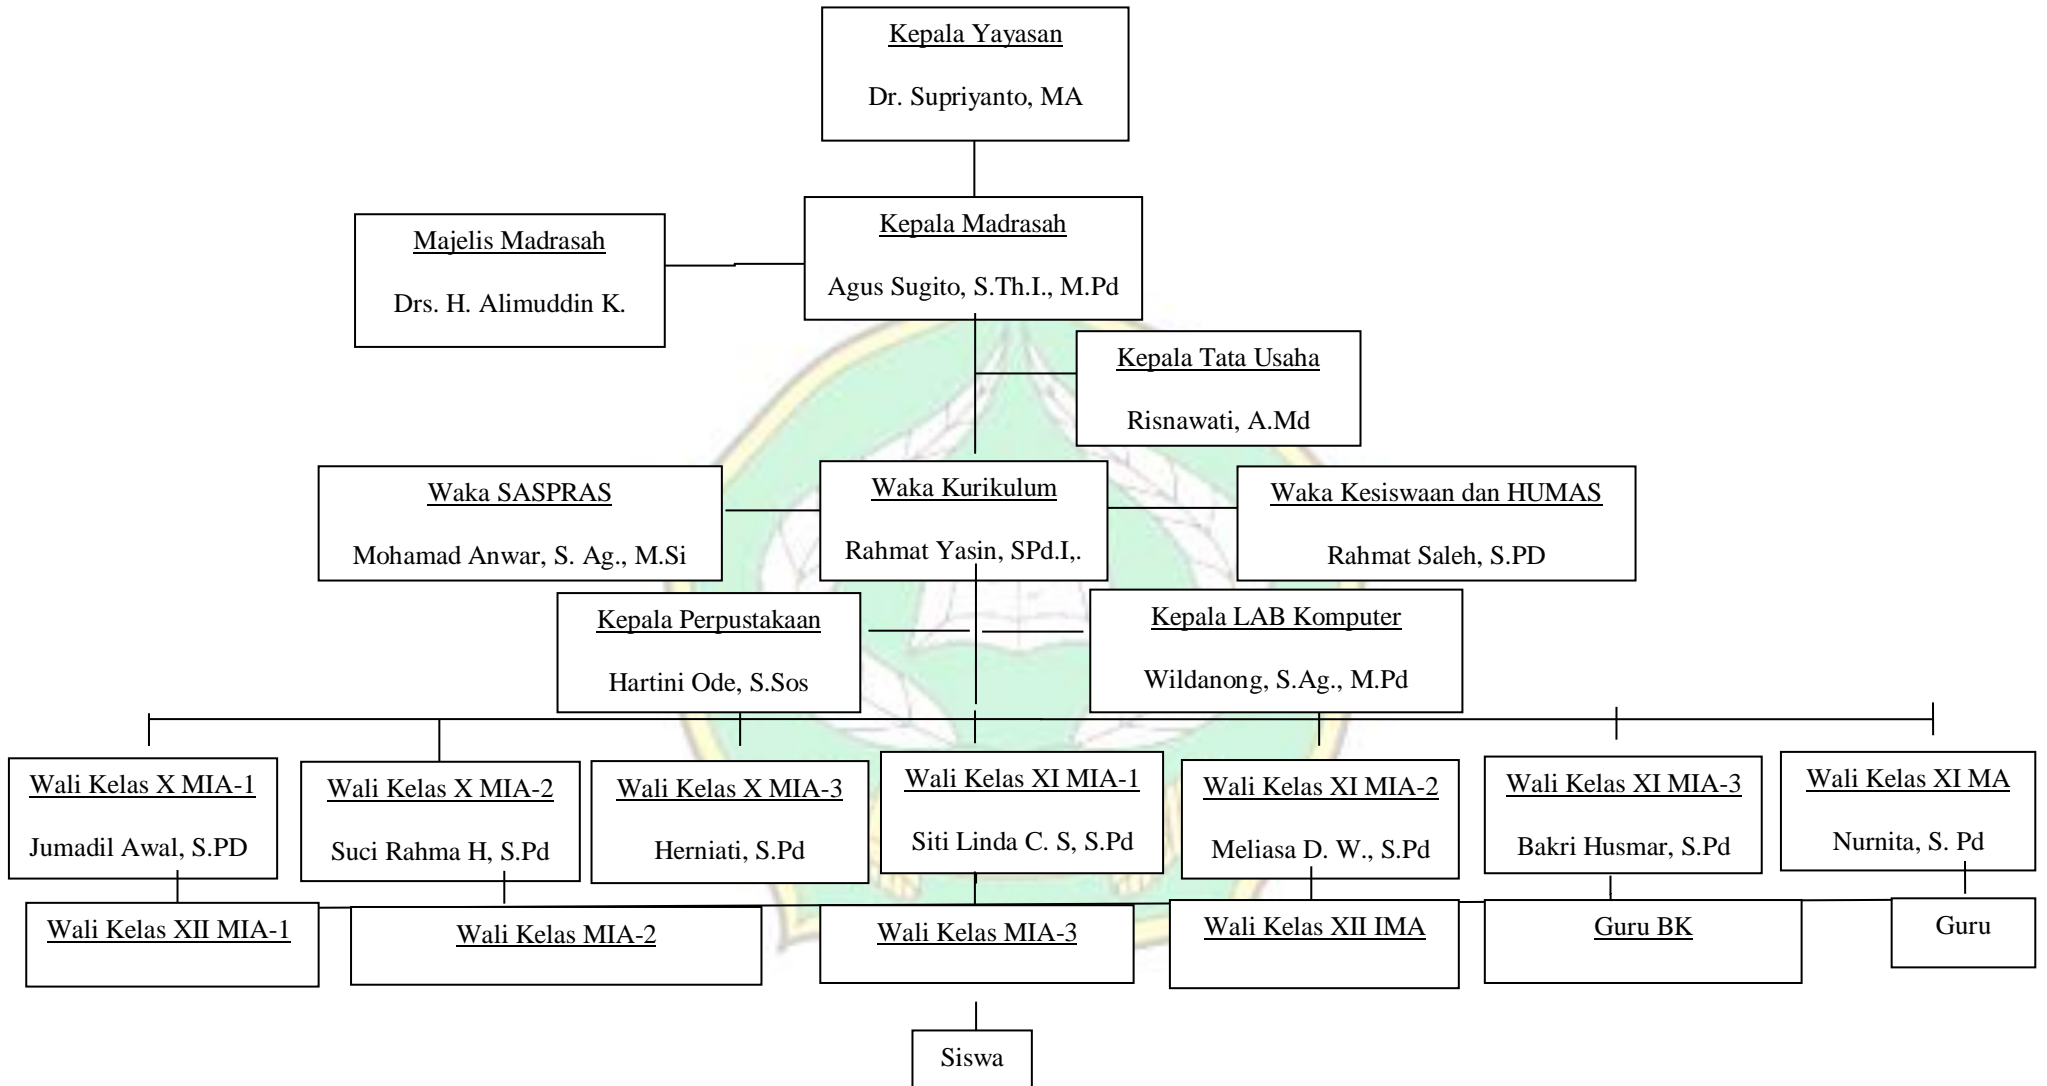 Kepala Yayasan
Dr. Supriyanto, MA
Majelis Madrasah
Drs. H. Alimuddin K.
Kepala Madrasah
Agus Sugito, S.Th.I., M.Pd
Kepala Tata Usaha
Risnawati, A.Md
Waka SASPRAS
Mohamad Anwar, S. Ag., M.Si
Waka Kurikulum
Rahmat Yasin, SPd.I,.
Waka Kesiswaan dan HUMAS
Rahmat Saleh, S.PD
Kepala Perpustakaan
Hartini Ode, S.Sos
Kepala LAB Komputer
Wildanong, S.Ag., M.Pd
Wali Kelas X MIA-1
Jumadil Awal, S.PD
Wali Kelas X MIA-2
Suci Rahma H, S.Pd
Wali Kelas X MIA-3
Herniati, S.Pd
Wali Kelas XI MIA-1
Siti Linda C. S, S.Pd
Wali Kelas XI MIA-2
Meliasa D. W., S.Pd
Wali Kelas XI MIA-3
Bakri Husmar, S.Pd
Wali Kelas XI MA
Nurnita, S. Pd
Wali Kelas XII MIA-1
Wali Kelas MIA-2
Wali Kelas MIA-3
Wali Kelas XII IMA
Guru BK
Guru
Siswa